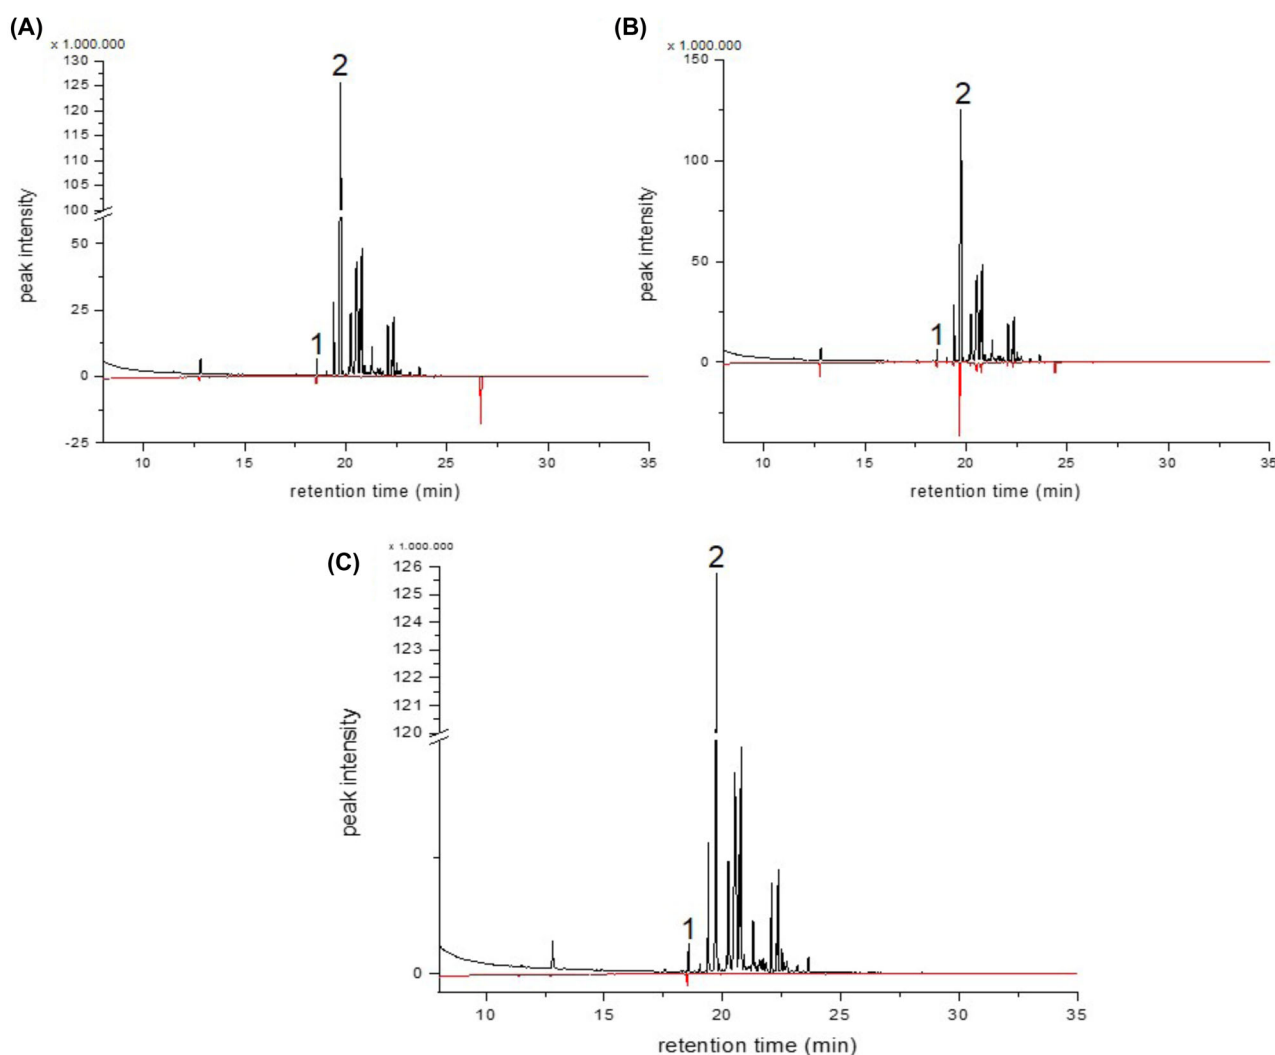 (A)
x 1.000.000
130
125
120
115
110
105
100
50
25
0
-25
peak intensity
2
1
10 15 20 25 30 35
retention time (min)
(B)
x 1.000.000
150
100
50
0
peak intensity
2
1
10 15 20 25 30 35
retention time (min)
(C)
x 1.000.000
126
125
124
123
122
121
120
0
peak intensity
2
1
10 15 20 25 30 35
retention time (min)